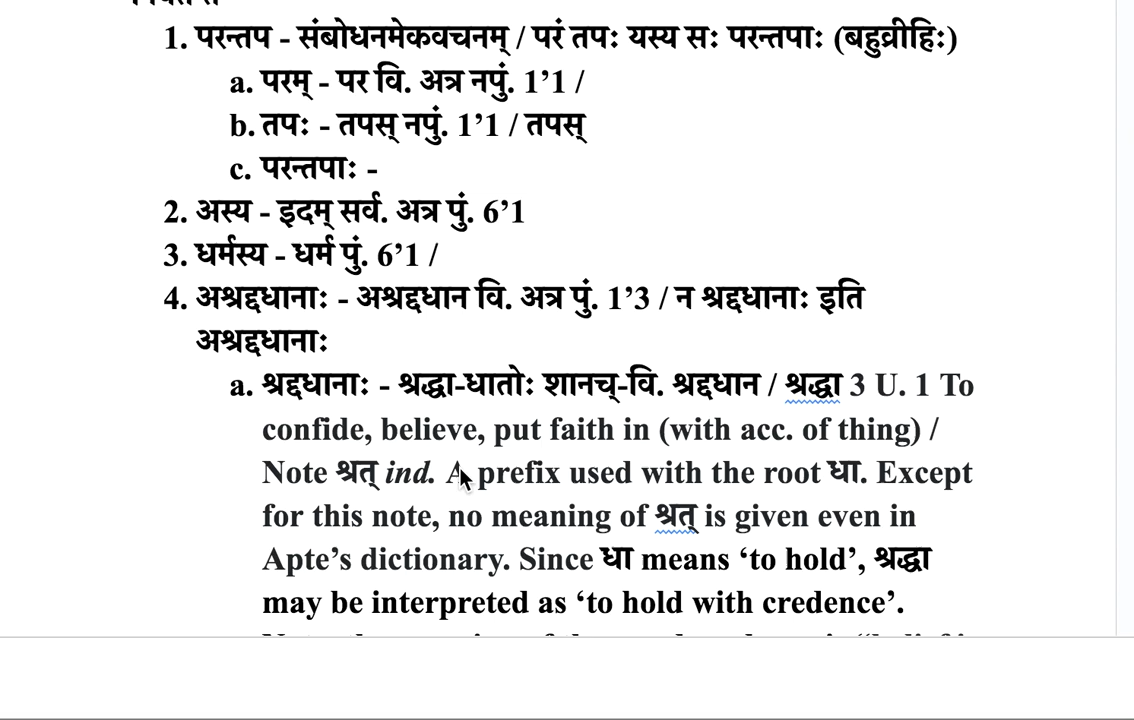 1. परन्तप - संबोधनमेकवचनम् / परं तपः यस्य सः परन्तपाः (बहुव्रीहिः)
a. परम् - पर वि. अत्र नपुं. 1’1 /
b. तपः - तपस् नपुं. 1’1 / तपस्
c. परन्तपाः -
2. अस्य - इदम् सर्व. अत्र पुं. 6’1
3. धर्मस्य - धर्म पुं. 6’1 /
4. अश्रद्दधानाः - अश्रद्दधान वि. अत्र पुं. 1’3 / न श्रद्दधानाः इति
अश्रद्दधानाः
a. श्रद्दधानाः - श्रद्धा-धातोः शानच्-वि. श्रद्दधान / श्रद्धा 3 U. 1 To
confide, believe, put faith in (with acc. of thing) /
Note श्रत् ind. A prefix used with the root धा. Except
for this note, no meaning of श्रत् is given even in
Apte’s dictionary. Since धा means ‘to hold’, श्रद्धा
may be interpreted as ‘to hold with credence’.